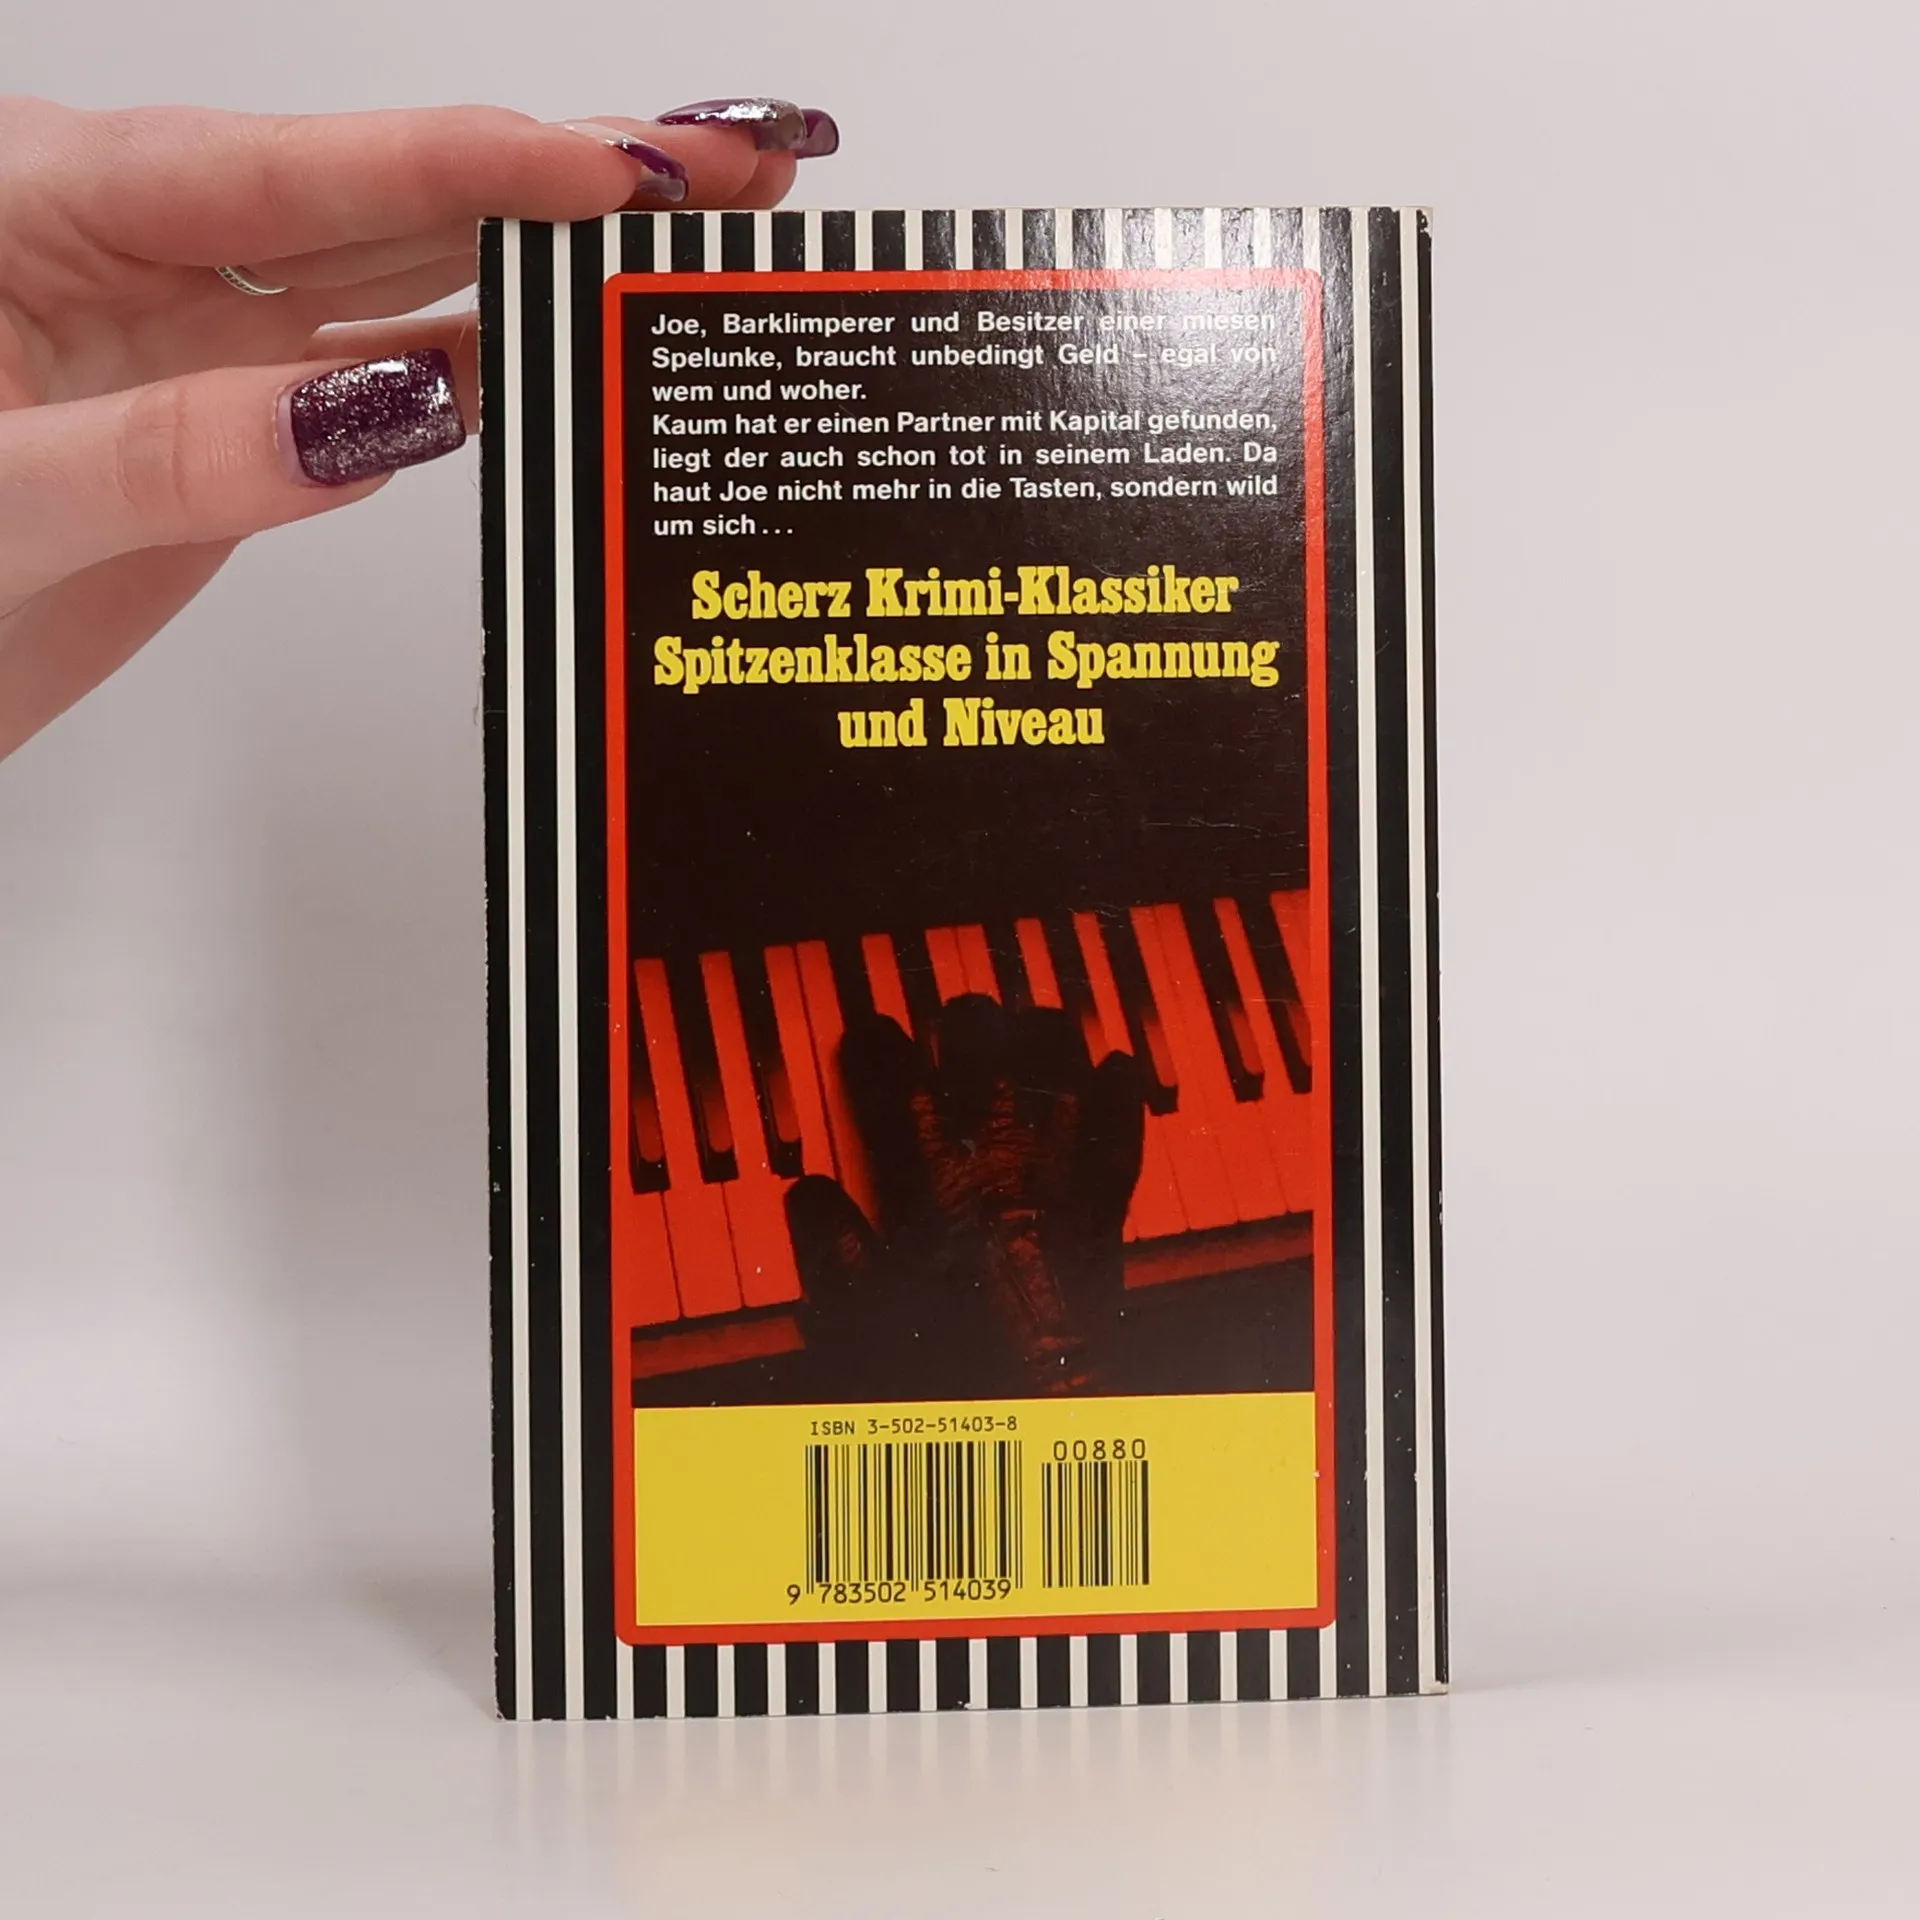 Joe, Barklimperer und Besitzer einer miesen
Spelunke, braucht unbedingt Geld – egal von
wem und woher.
Kaum hat er einen Partner mit Kapital gefunden,
liegt der auch schon tot in seinem Laden. Da
haut Joe nicht mehr in die Tasten, sondern wild
um sich...
Scherz Krimi-Klassiker
Spitzenklasse in Spannung
und Niveau
ISBN 3-502-51403-8
00880
9 783502 514039